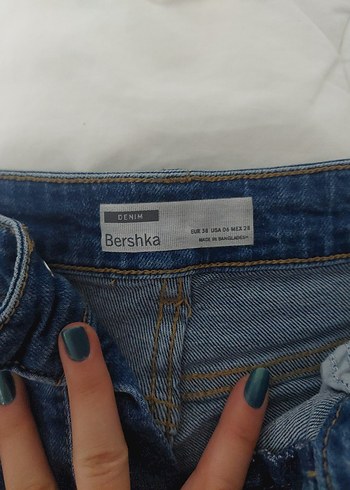 DENIM
Bershka
EUR 38 USA 06 MEX 28
MADE IN BANGLADESH